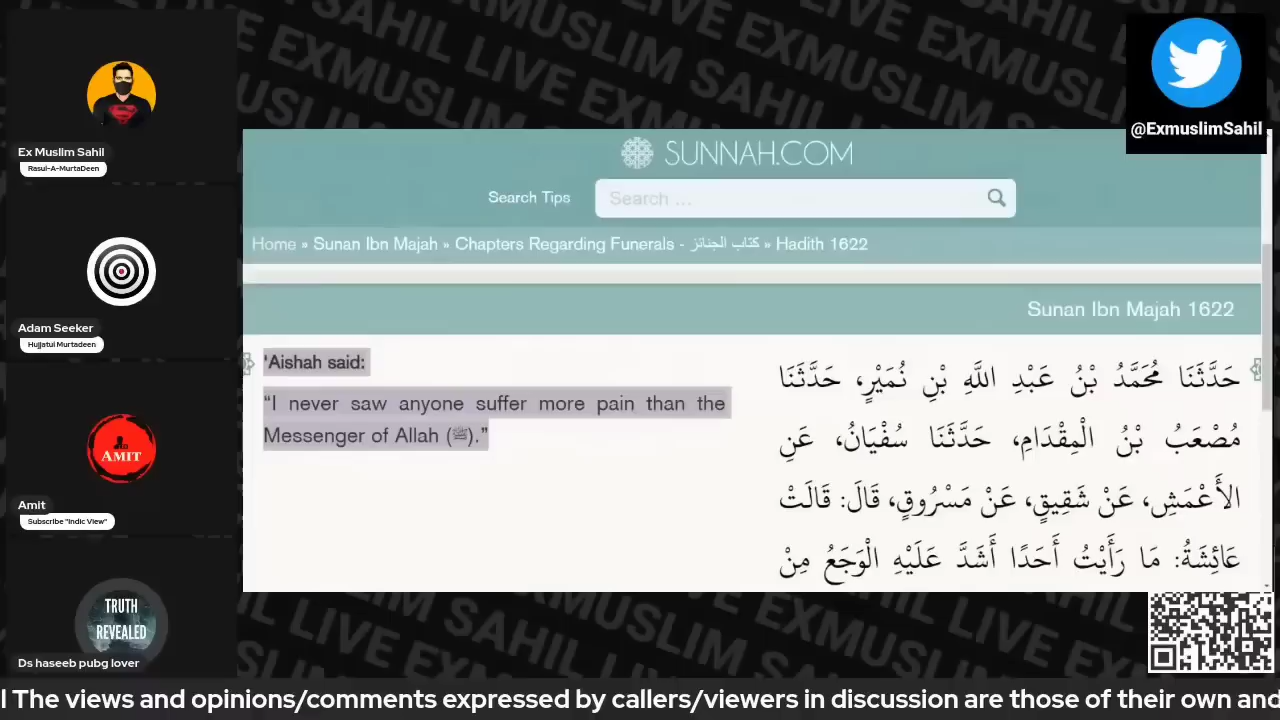 Ex Muslim Sahil
Rasul-A-MurtaDeen
Adam Seeker
Hujjatul Murtadeen
AMIT
Amit
Subscribe "Indic View"
TRUTH
REVEALED
Ds haseeb pubg lover
@ExmuslimSahil
SUNNAH.COM
Search Tips
Search ...
Home » Sunan Ibn Majah » Chapters Regarding Funerals - كتاب الجنائز » Hadith 1622
Sunan Ibn Majah 1622
'Aishah said:
“I never saw anyone suffer more pain than the
Messenger of Allah (ﷺ).”
حَدَّثَنَا مُحَمَّدُ بْنُ عَبْدِ اللَّهِ بْنِ نُمَيْرٍ، حَدَّثَنَا
مُصْعَبُ بْنُ الْمِقْدَامِ، حَدَّثَنَا سُفْيَانُ، عَنِ
الأَعْمَشِ، عَنْ شَقِيقٍ، عَنْ مَسْرُوقٍ، قَالَ: قَالَتْ
عَائِشَةُ: مَا رَأَيْتُ أَحَدًا أَشَدَّ عَلَيْهِ الْوَجَعُ مِنْ
l The views and opinions/comments expressed by callers/viewers in discussion are those of their own and
EXMUSLIM SAHIL LIVE